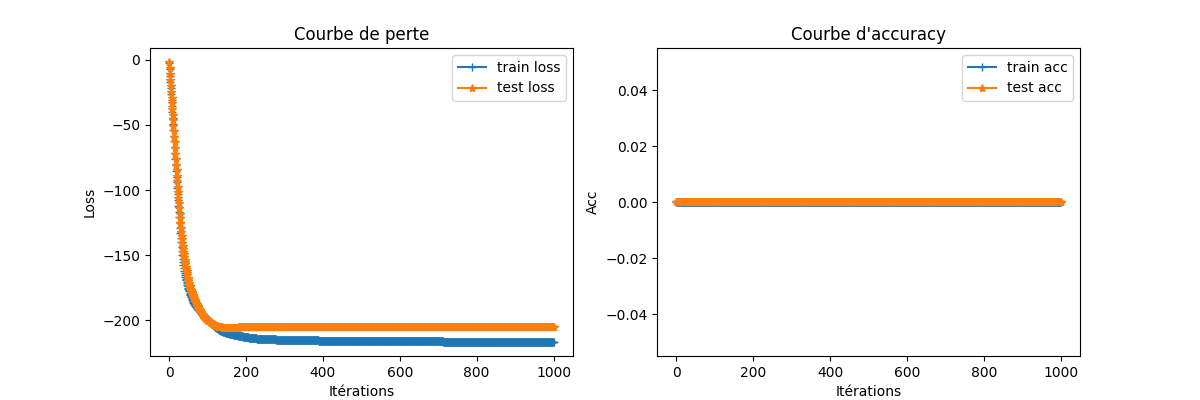 Courbe de perte
0
−50
−100
−150
−200
Loss
0
200
400
600
800
1000
Itérations
train loss
test loss
Courbe d'accuracy
0.04
0.02
0.00
−0.02
−0.04
Acc
0
200
400
600
800
1000
Itérations
train acc
test acc